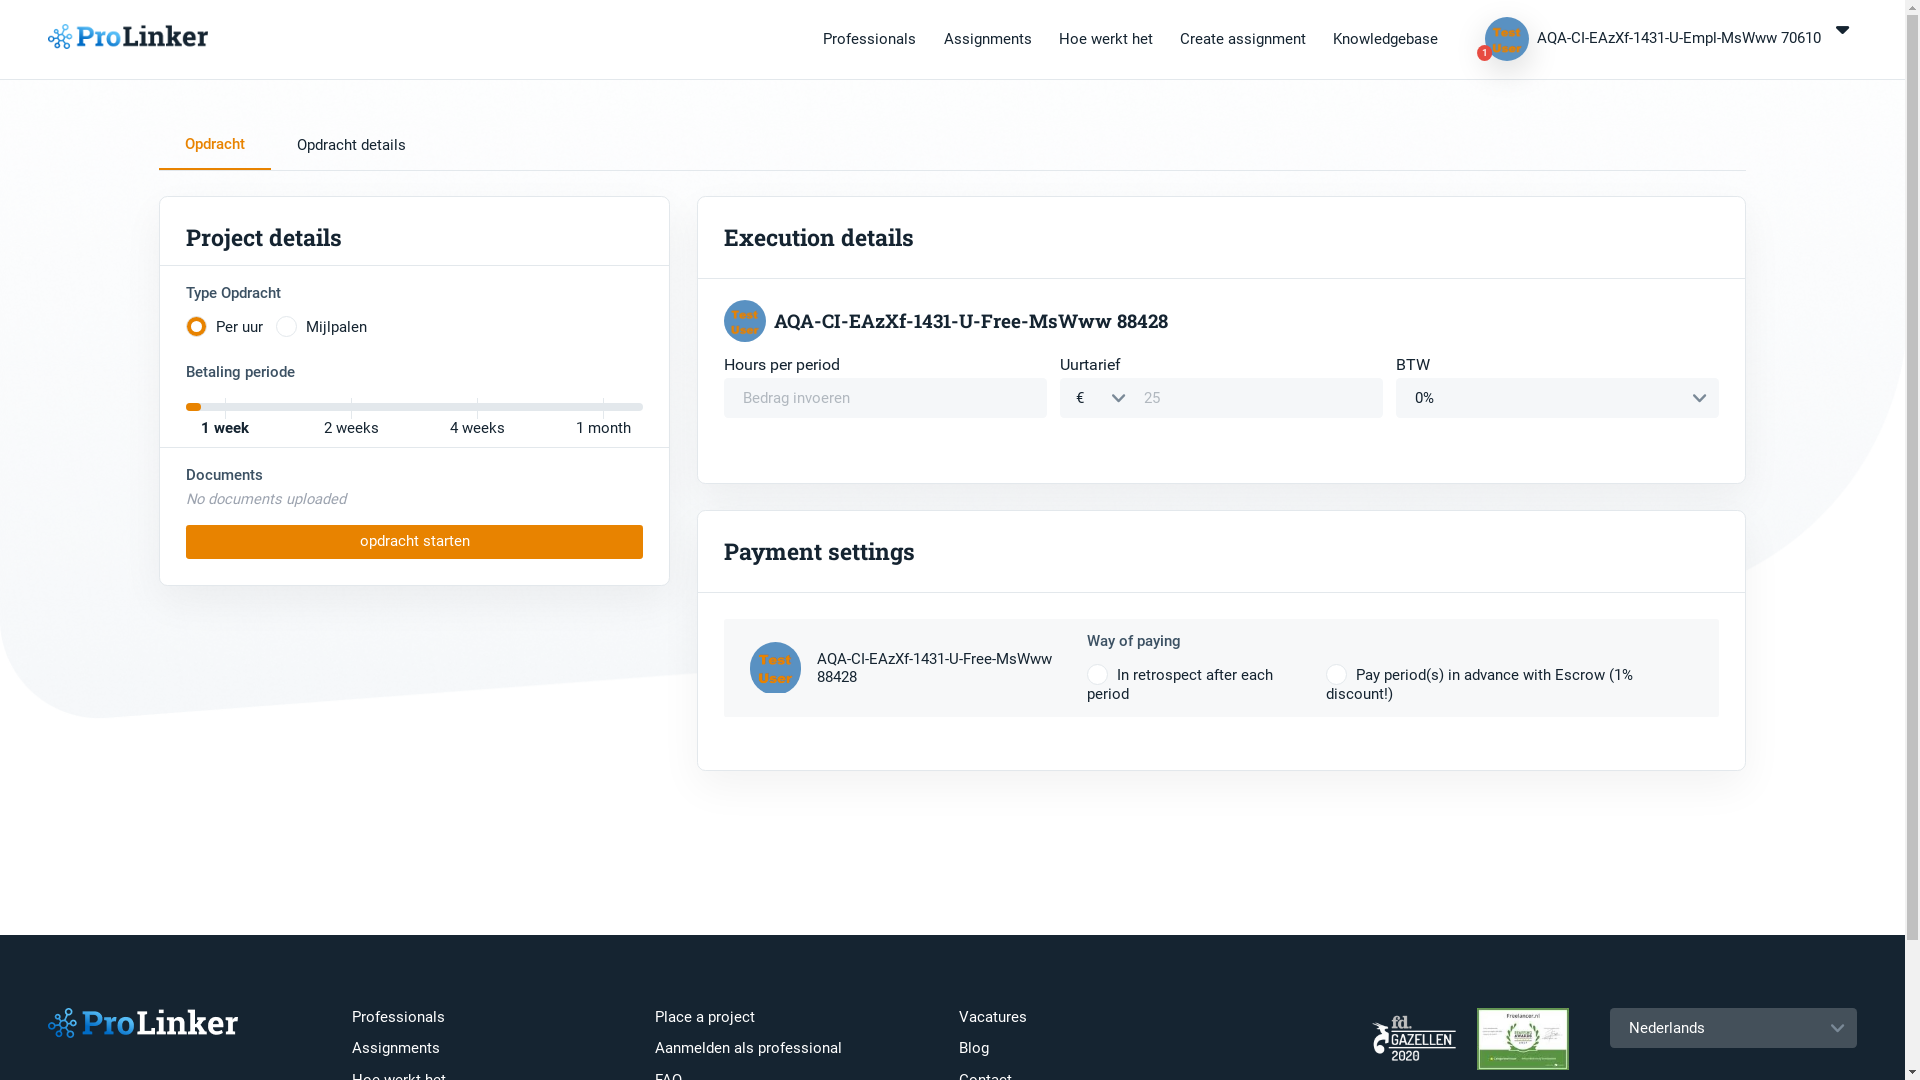 ProLinker
Professionals
Assignments
Hoe werkt het
Create assignment
Knowledgebase
Test
User
1
AQA-CI-EAzXf-1431-U-Empl-MsWww 70610
Opdracht
Opdracht details
Project details
Type Opdracht
Per uur
Mijlpalen
Betaling periode
1 week
2 weeks
4 weeks
1 month
Documents
No documents uploaded
opdracht starten
Execution details
Test
User
AQA-CI-EAzXf-1431-U-Free-MsWww 88428
Hours per period
Uurtarief
BTW
Bedrag invoeren
€
25
0%
Payment settings
Test
User
AQA-CI-EAzXf-1431-U-Free-MsWww
88428
Way of paying
In retrospect after each
period
Pay period(s) in advance with Escrow (1%
discount!)
ProLinker
Professionals
Assignments
Hoe werkt het
Place a project
Aanmelden als professional
FAQ
Vacatures
Blog
Contact
fd.
GAZELLEN
2020
Freelancer.nl
Nederlands